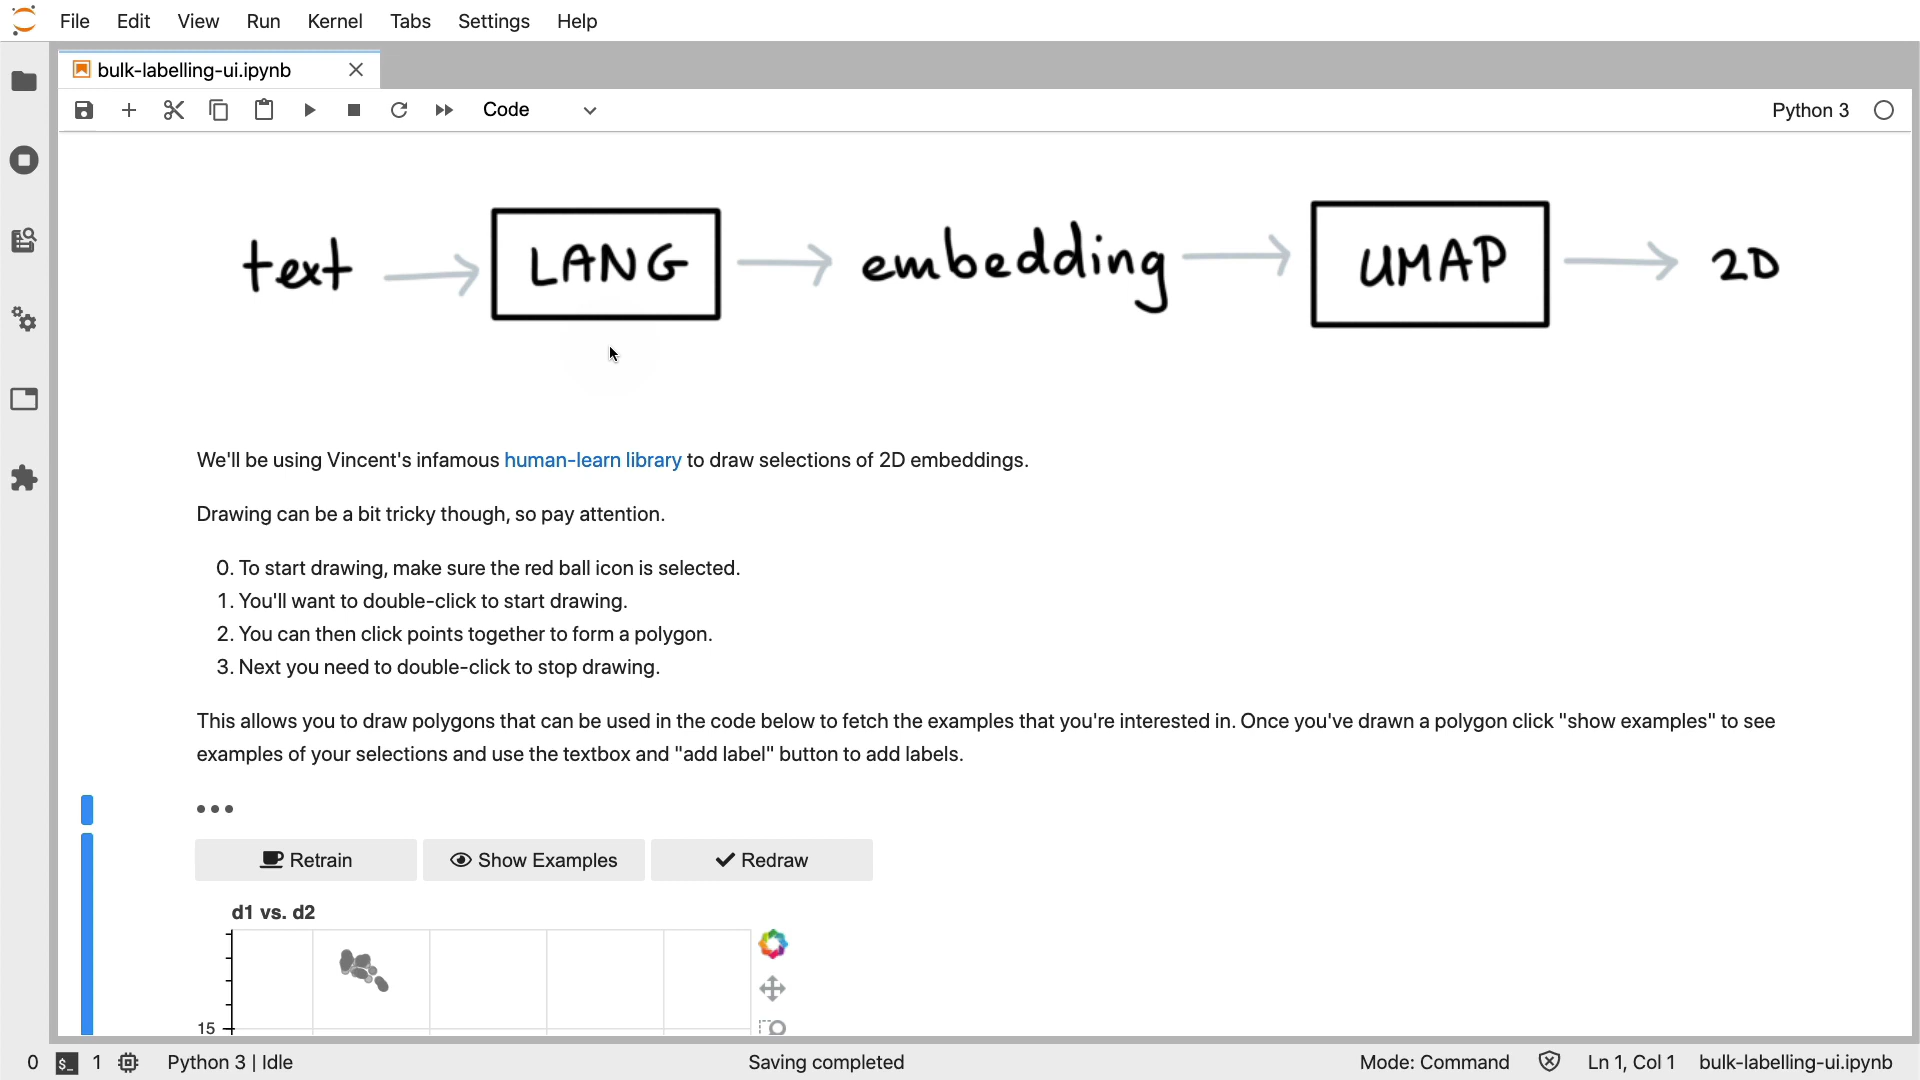 File Edit View Run Kernel Tabs Settings Help
bulk-labelling-ui.ipynb
Code Python 3
text LANG embedding UMAP 2D
We'll be using Vincent's infamous human-learn library to draw selections of 2D embeddings.
Drawing can be a bit tricky though, so pay attention.
0. To start drawing, make sure the red ball icon is selected.
1. You'll want to double-click to start drawing.
2. You can then click points together to form a polygon.
3. Next you need to double-click to stop drawing.
This allows you to draw polygons that can be used in the code below to fetch the examples that you're interested in. Once you've drawn a polygon click "show examples" to see
examples of your selections and use the textbox and "add label" button to add labels.
Retrain Show Examples Redraw
d1 vs. d2
15
0 $_ 1 Python 3 | Idle Saving completed Mode: Command Ln 1, Col 1 bulk-labelling-ui.ipynb